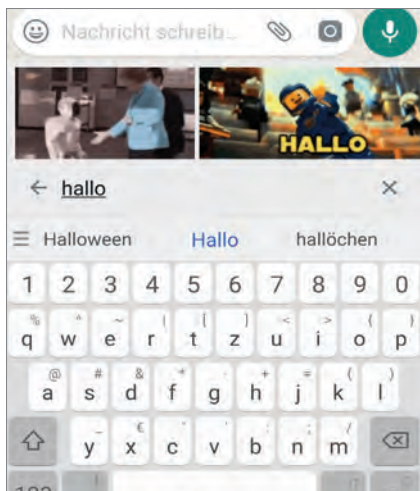 Nachricht schreib...
HALLO
hallo
Halloween Hallo hallöchen
1 2 3 4 5 6 7 8 9 0
q w e r t z u i o p
a s d f g h j k l
y x c v b n m